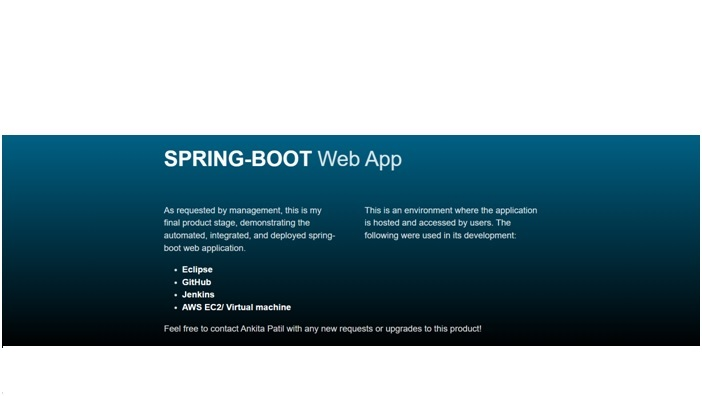 SPRING-BOOT Web App
As requested by management, this is my
final product stage, demonstrating the
automated, integrated, and deployed spring-
boot web application.
This is an environment where the application
is hosted and accessed by users. The
following were used in its development:
• Eclipse
• GitHub
• Jenkins
• AWS EC2/ Virtual machine
Feel free to contact Ankita Patil with any new requests or upgrades to this product!